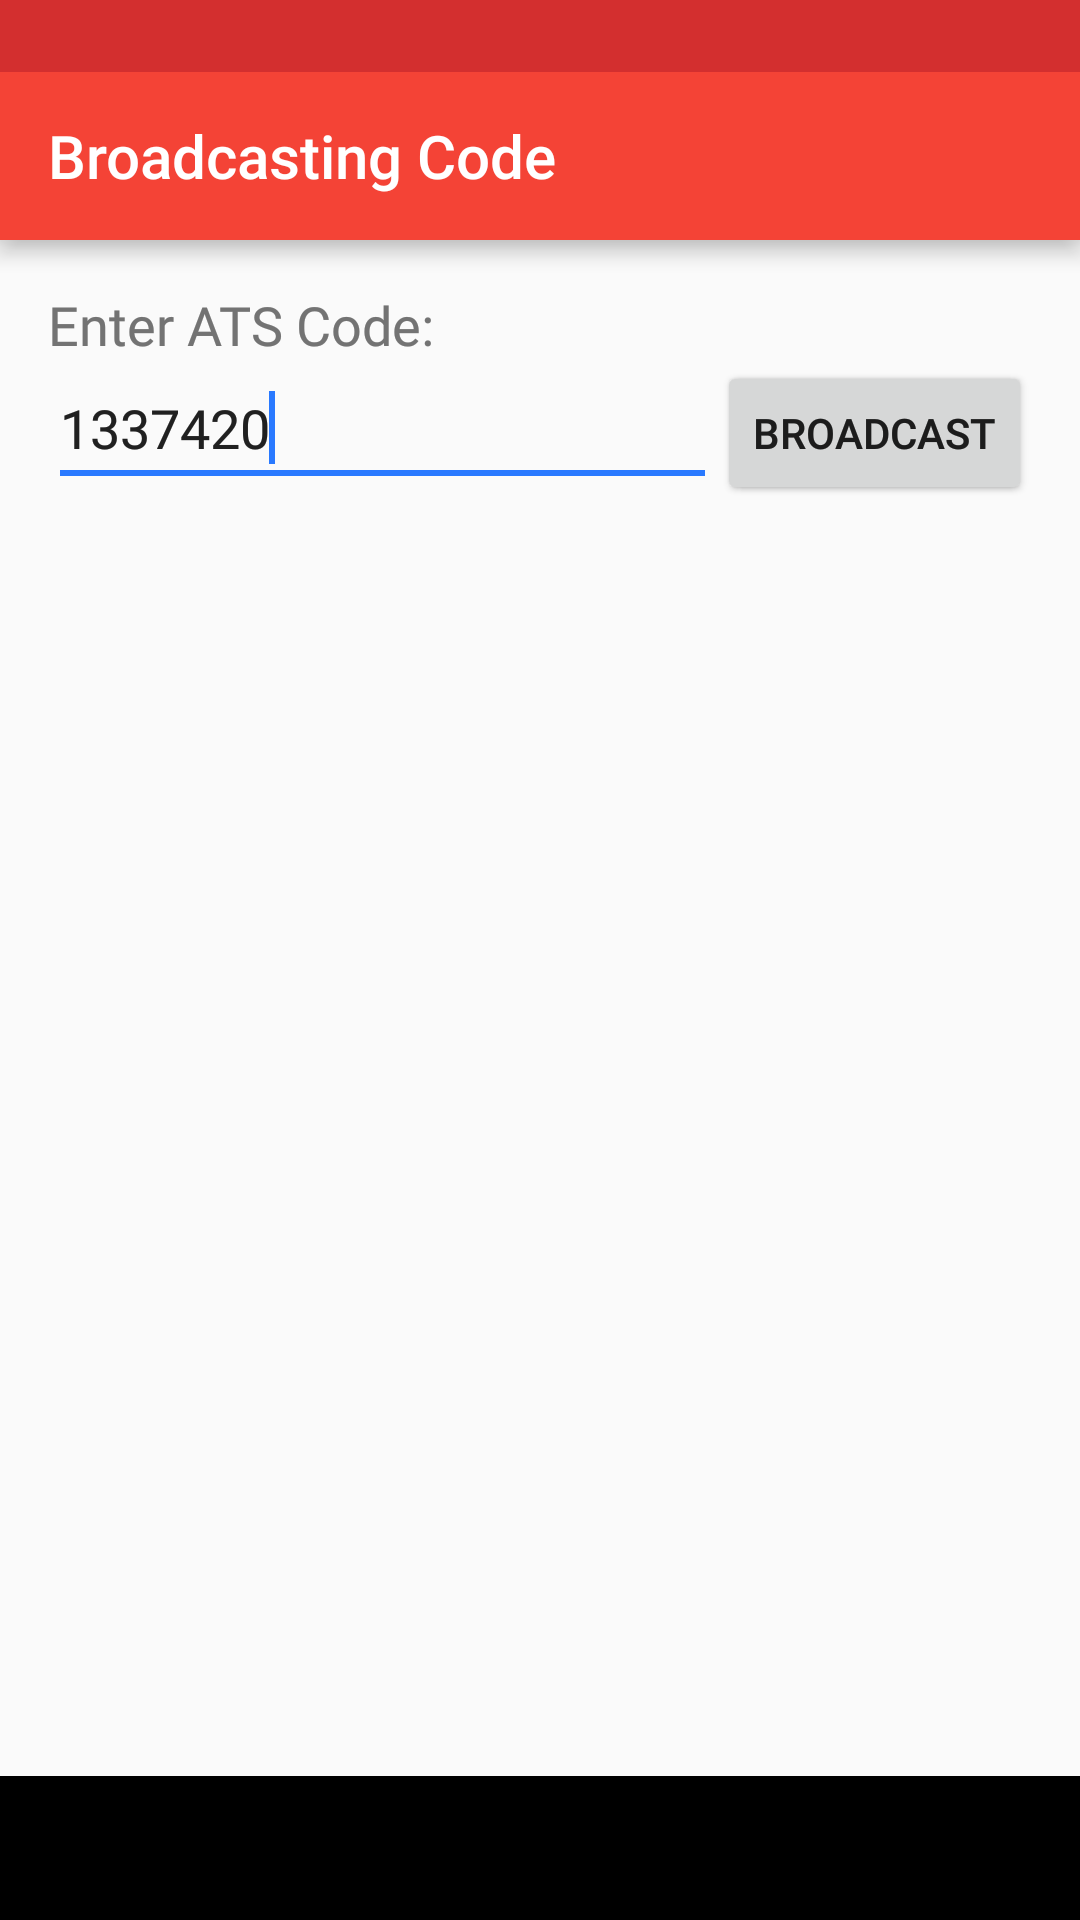 Broadcasting Code
Enter ATS Code:
1337420
BROADCAST